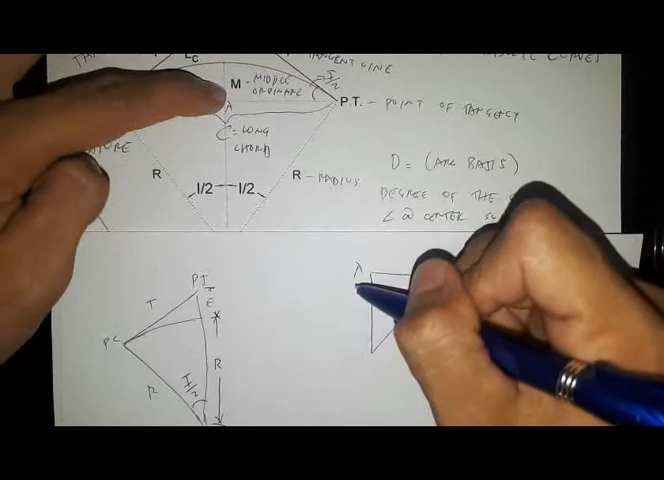 Lc
TANGENT LINE
M - MIDDLE
ORDINATE
I/2
A
P.T. - POINT OF TANGENCY
C = LONG
CHORD
D = (ARC BASIS)
R
R - RADIUS
I/2
I/2
DEGREE OF THE
∠ @ CENTER
PI
T
E
PC
R
R
I/2